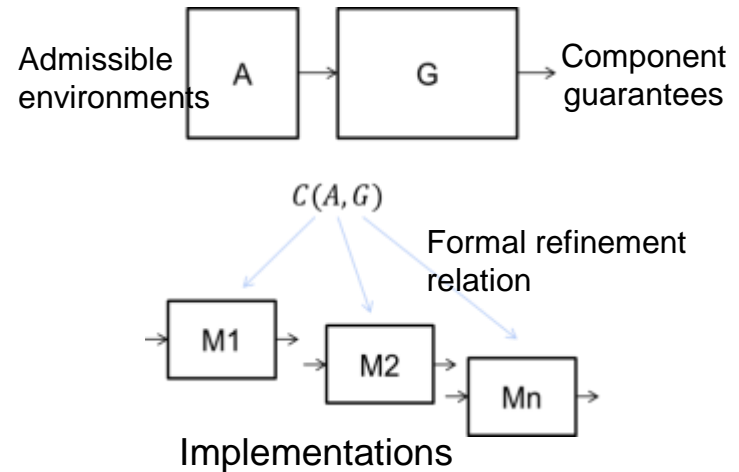 Admissible
environments
A
G
Component
guarantees
C(A,G)
Formal refinement
relation
M1
M2
Mn
Implementations